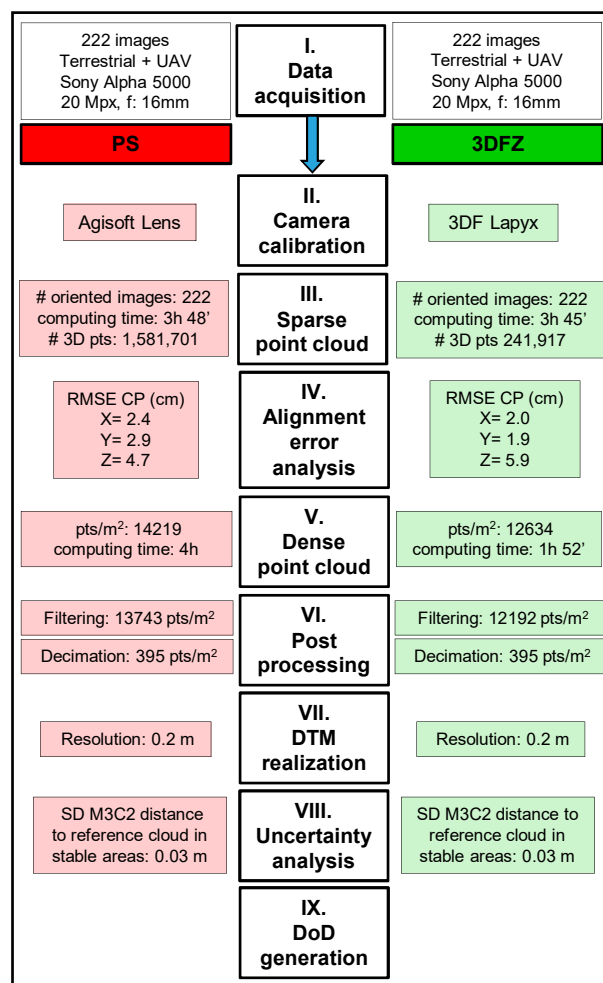 222 images
Terrestrial + UAV
Sony Alpha 5000
20 Mpx, f: 16mm
I.
Data
acquisition
222 images
Terrestrial + UAV
Sony Alpha 5000
20 Mpx, f: 16mm
PS
3DFZ
Agisoft Lens
II.
Camera
calibration
3DF Lapyx
# oriented images: 222
computing time: 3h 48’
# 3D pts: 1,581,701
III.
Sparse
point cloud
# oriented images: 222
computing time: 3h 45’
# 3D pts 241,917
RMSE CP (cm)
X= 2.4
Y= 2.9
Z= 4.7
IV.
Alignment
error
analysis
RMSE CP (cm)
X= 2.0
Y= 1.9
Z= 5.9
pts/m²: 14219
computing time: 4h
V.
Dense
point cloud
pts/m²: 12634
computing time: 1h 52’
Filtering: 13743 pts/m²
Decimation: 395 pts/m²
VI.
Post
processing
Filtering: 12192 pts/m²
Decimation: 395 pts/m²
Resolution: 0.2 m
VII.
DTM
realization
Resolution: 0.2 m
SD M3C2 distance
to reference cloud in
stable areas: 0.03 m
VIII.
Uncertainty
analysis
SD M3C2 distance
to reference cloud in
stable areas: 0.03 m
IX.
DoD
generation